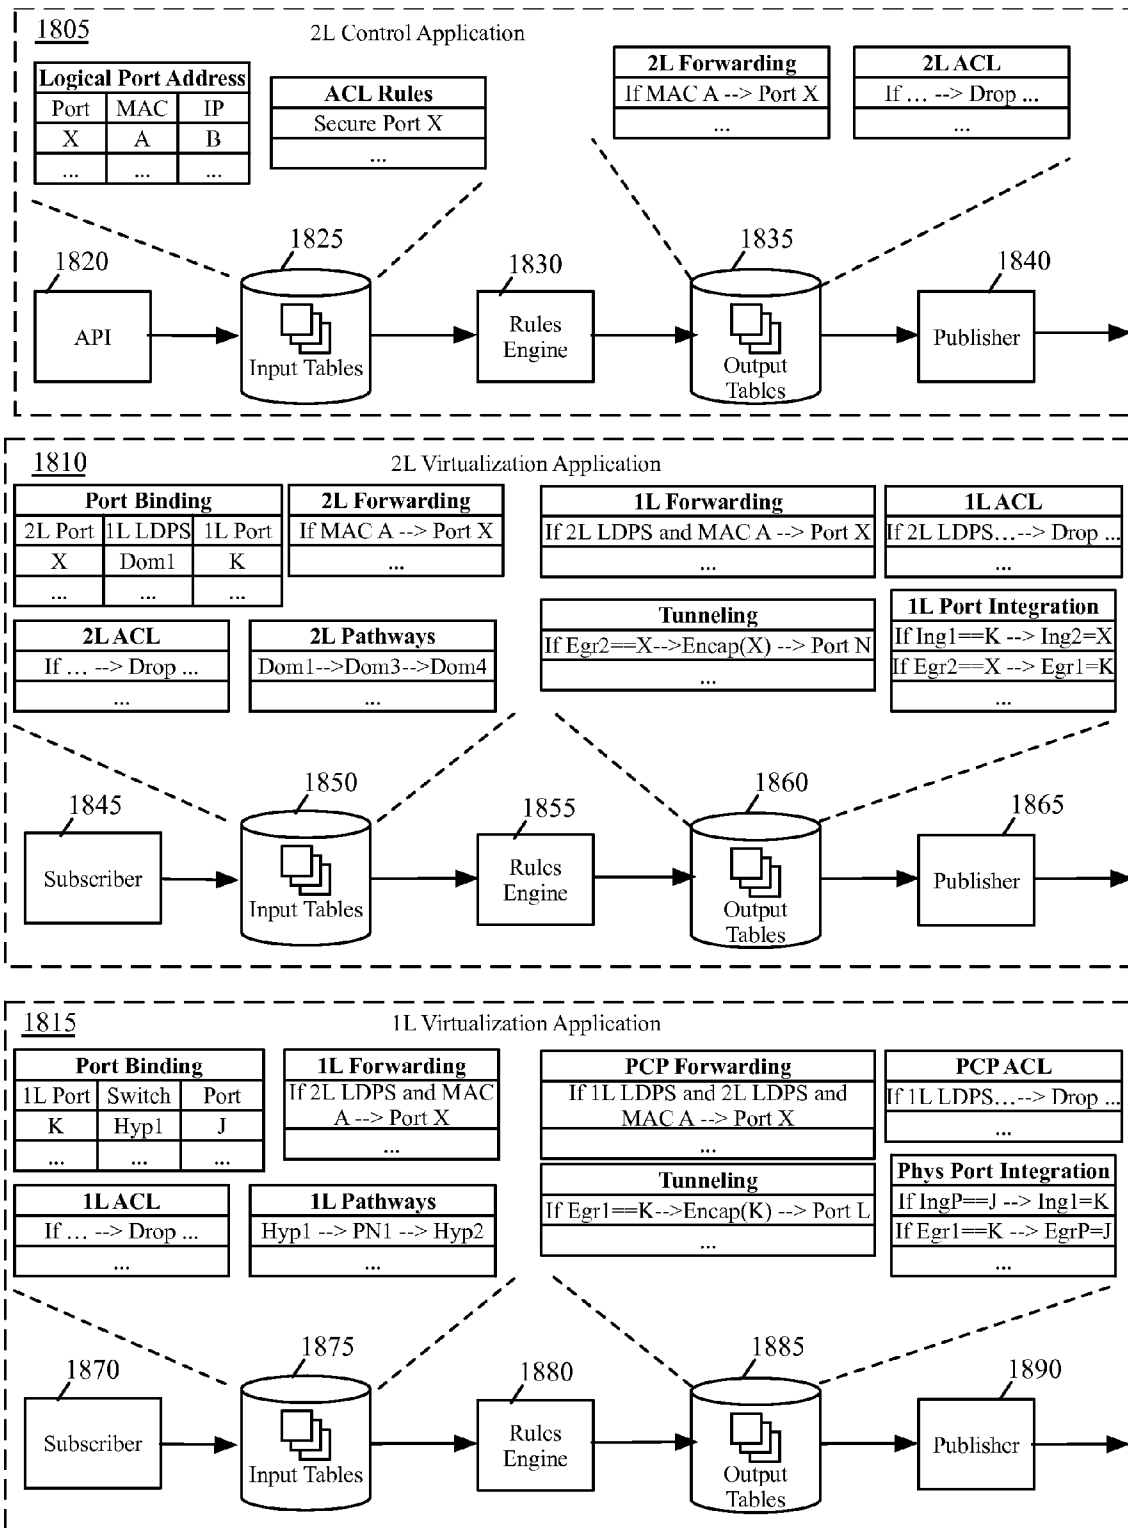 1805
2L Control Application
Logical Port Address
Port MAC IP
X A B
... ... ...
ACL Rules
Secure Port X
...
2L Forwarding
If MAC A --> Port X
...
2L ACL
If ... --> Drop ...
...
1820
API
1825
Input Tables
1830
Rules
Engine
1835
Output
Tables
1840
Publisher
1810
2L Virtualization Application
Port Binding
2L Port 1L LDPS 1L Port
X Dom1 K
... ... ...
2L Forwarding
If MAC A --> Port X
...
1L Forwarding
If 2L LDPS and MAC A --> Port X
...
1L ACL
If 2L LDPS...--> Drop ...
...
2L ACL
If ... --> Drop ...
...
2L Pathways
Dom1-->Dom3-->Dom4
...
Tunneling
If Egr2==X-->Encap(X) --> Port N
...
1L Port Integration
If Ing1==K --> Ing2=X
If Egr2==X --> Egr1=K
...
1845
Subscriber
1850
Input Tables
1855
Rules
Engine
1860
Output
Tables
1865
Publisher
1815
1L Virtualization Application
Port Binding
1L Port Switch Port
K Hyp1 J
... ... ...
1L Forwarding
If 2L LDPS and MAC
A --> Port X
...
PCP Forwarding
If 1L LDPS and 2L LDPS and
MAC A --> Port X
...
PCP ACL
If 1L LDPS...--> Drop ...
...
1L ACL
If ... --> Drop ...
...
1L Pathways
Hyp1 --> PN1 --> Hyp2
...
Tunneling
If Egr1==K-->Encap(K) --> Port L
...
Phys Port Integration
If IngP==J --> Ing1=K
If Egr1==K --> EgrP=J
...
1870
Subscriber
1875
Input Tables
1880
Rules
Engine
1885
Output
Tables
1890
Publisher